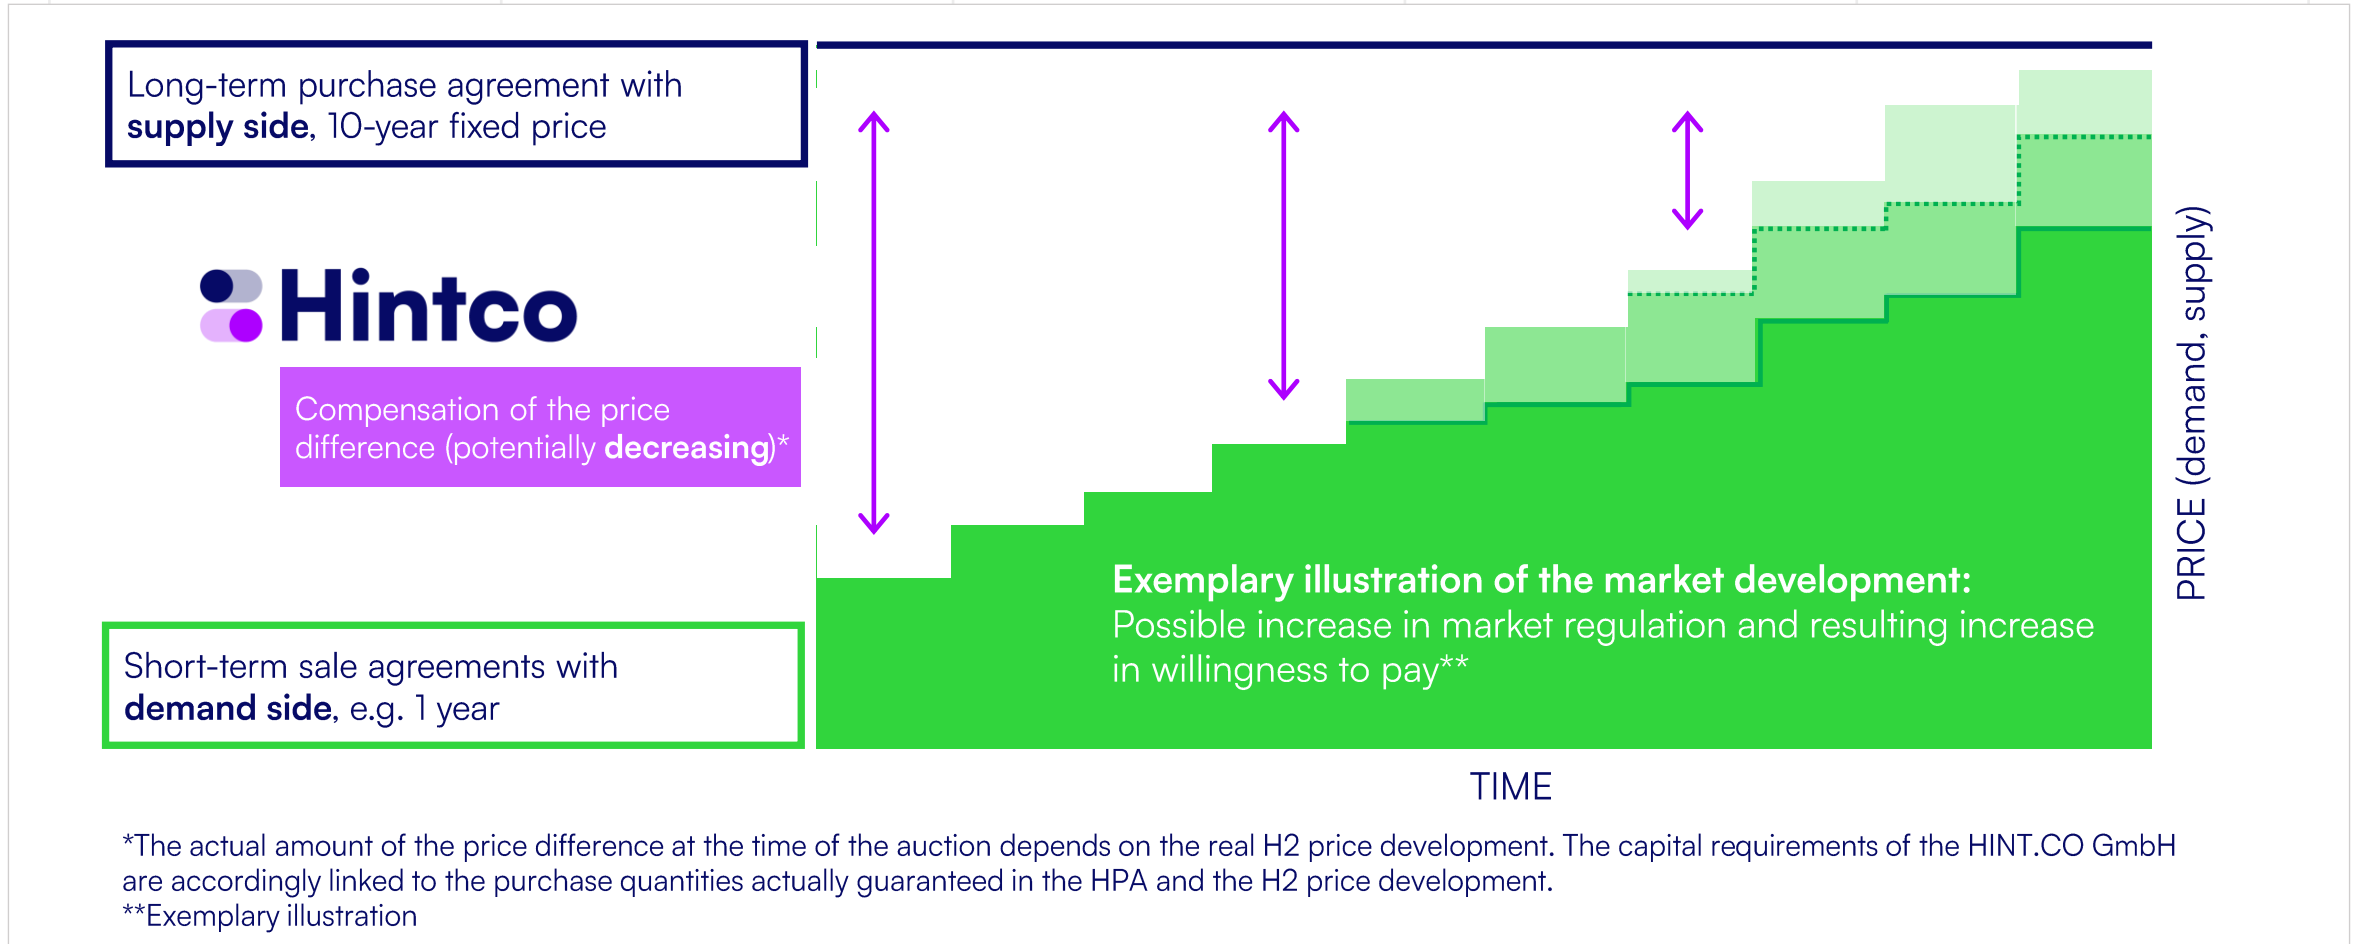 Long-term purchase agreement with
supply side, 10-year fixed price
Hintco
Compensation of the price
difference (potentially decreasing)*
Short-term sale agreements with
demand side, e.g. 1 year
Exemplary illustration of the market development:
Possible increase in market regulation and resulting increase
in willingness to pay**
PRICE (demand, supply)
TIME
*The actual amount of the price difference at the time of the auction depends on the real H2 price development. The capital requirements of the HINT.CO GmbH
are accordingly linked to the purchase quantities actually guaranteed in the HPA and the H2 price development.
**Exemplary illustration